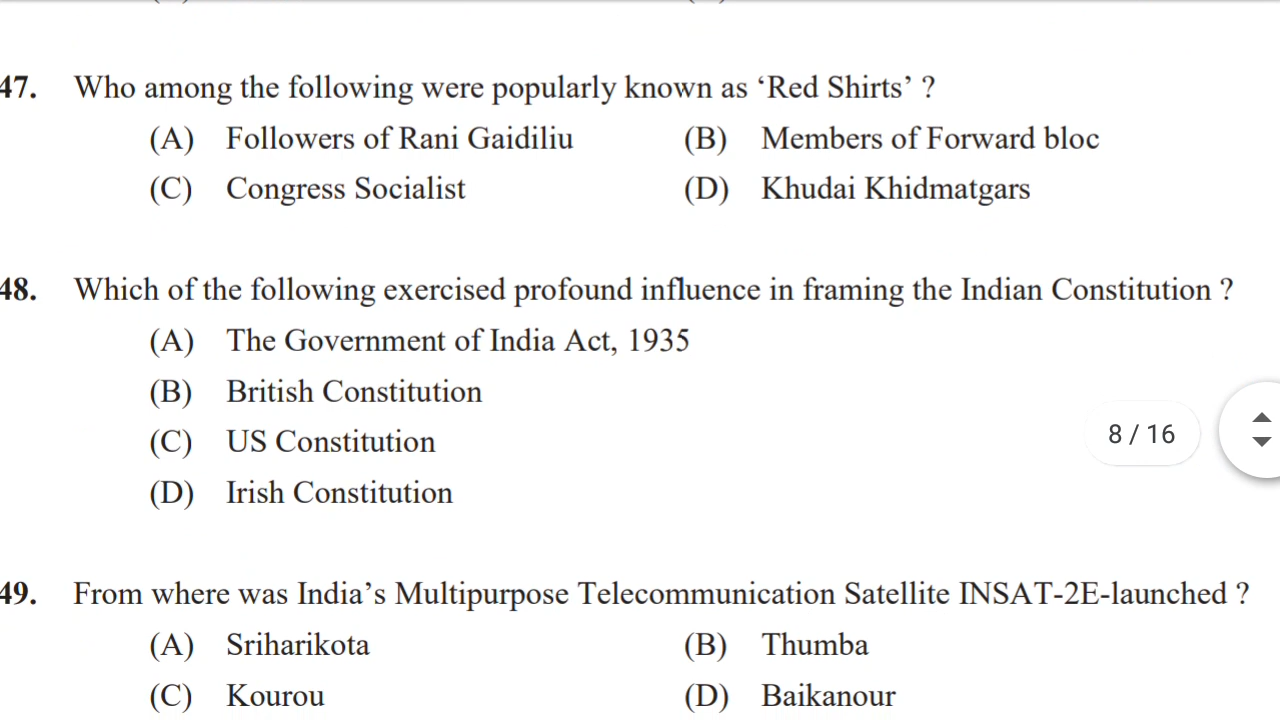 47. Who among the following were popularly known as ‘Red Shirts’ ?
(A) Followers of Rani Gaidiliu (B) Members of Forward bloc
(C) Congress Socialist (D) Khudai Khidmatgars
48. Which of the following exercised profound influence in framing the Indian Constitution ?
(A) The Government of India Act, 1935
(B) British Constitution
(C) US Constitution
8 / 16
(D) Irish Constitution
49. From where was India’s Multipurpose Telecommunication Satellite INSAT-2E-launched ?
(A) Sriharikota (B) Thumba
(C) Kourou (D) Baikanour